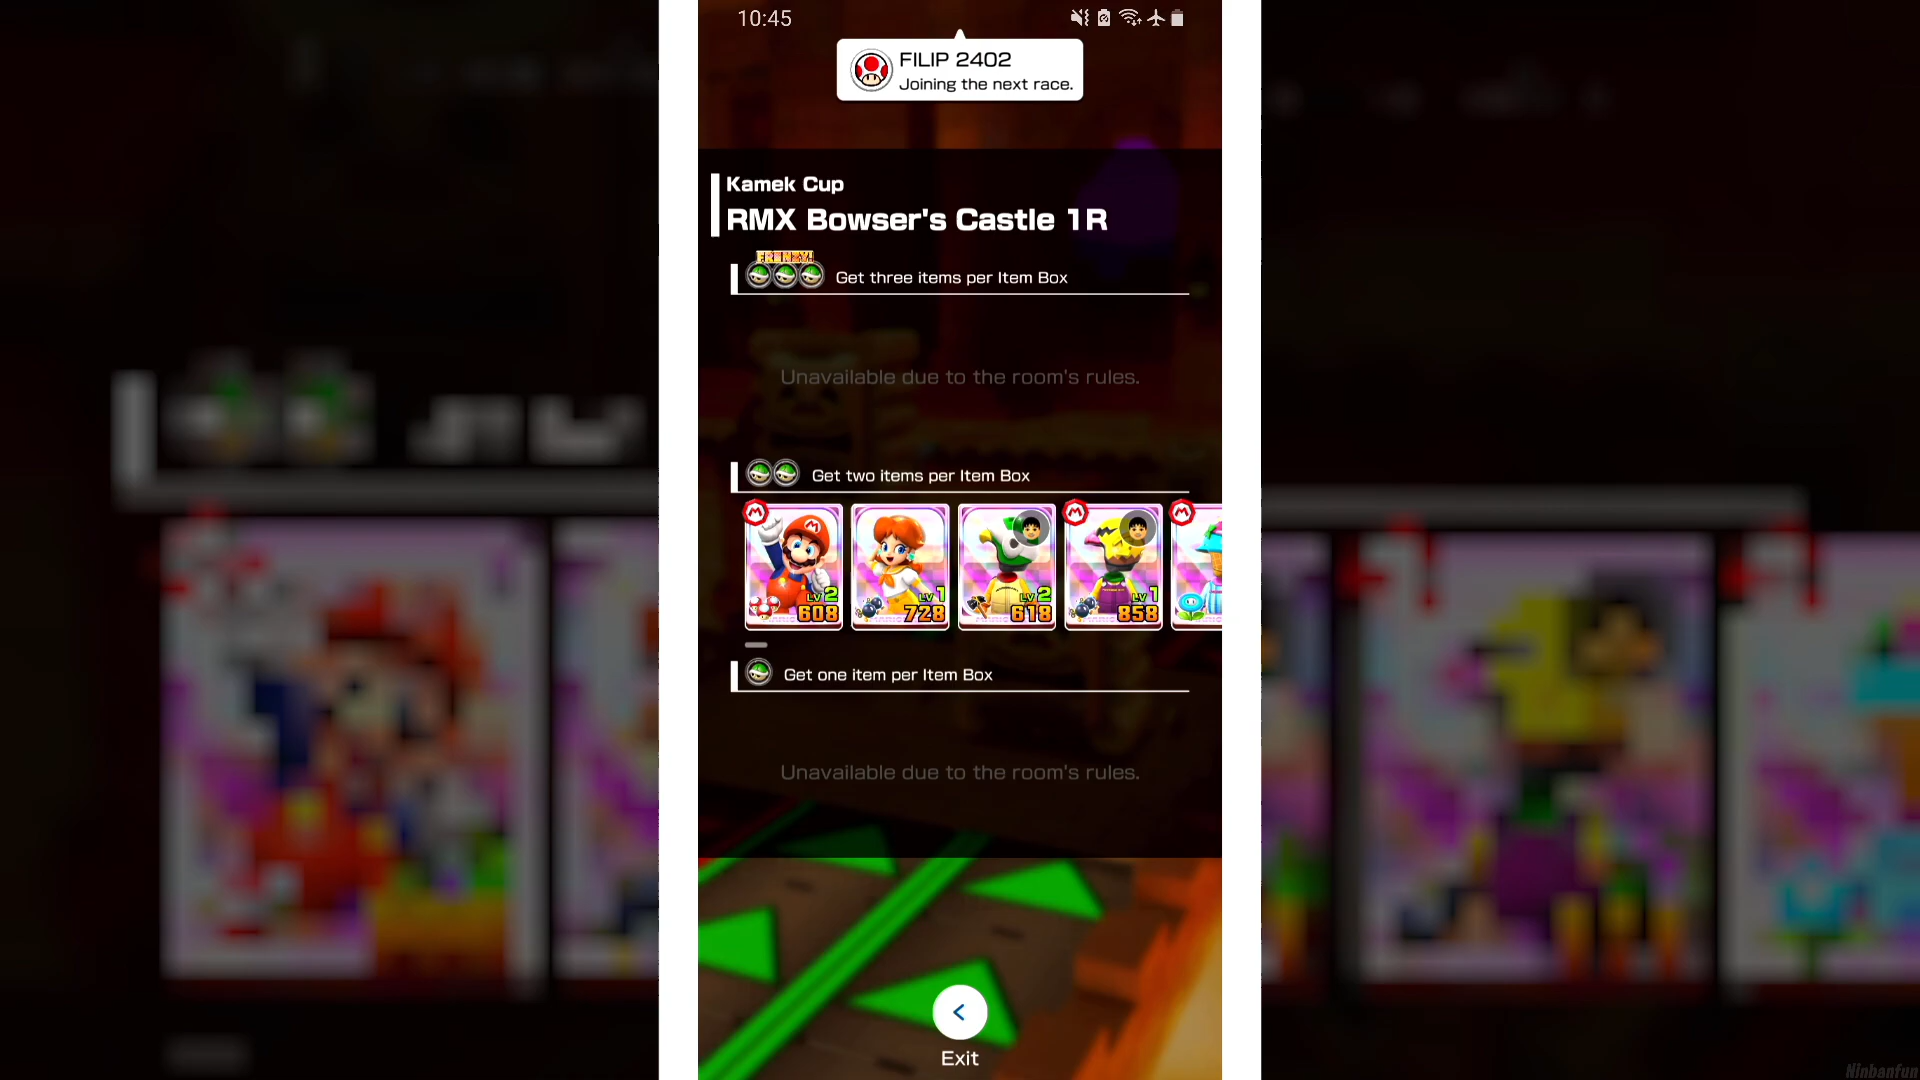 10:45
FILIP 2402
Joining the next race.
Kamek Cup
RMX Bowser's Castle 1R
FRENZY!
Get three items per Item Box
Unavailable due to the room's rules.
Get two items per Item Box
LV 2
608
LV 1
728
LV 2
618
LV 1
858
Get one item per Item Box
Unavailable due to the room's rules.
Exit
Ninbanfun